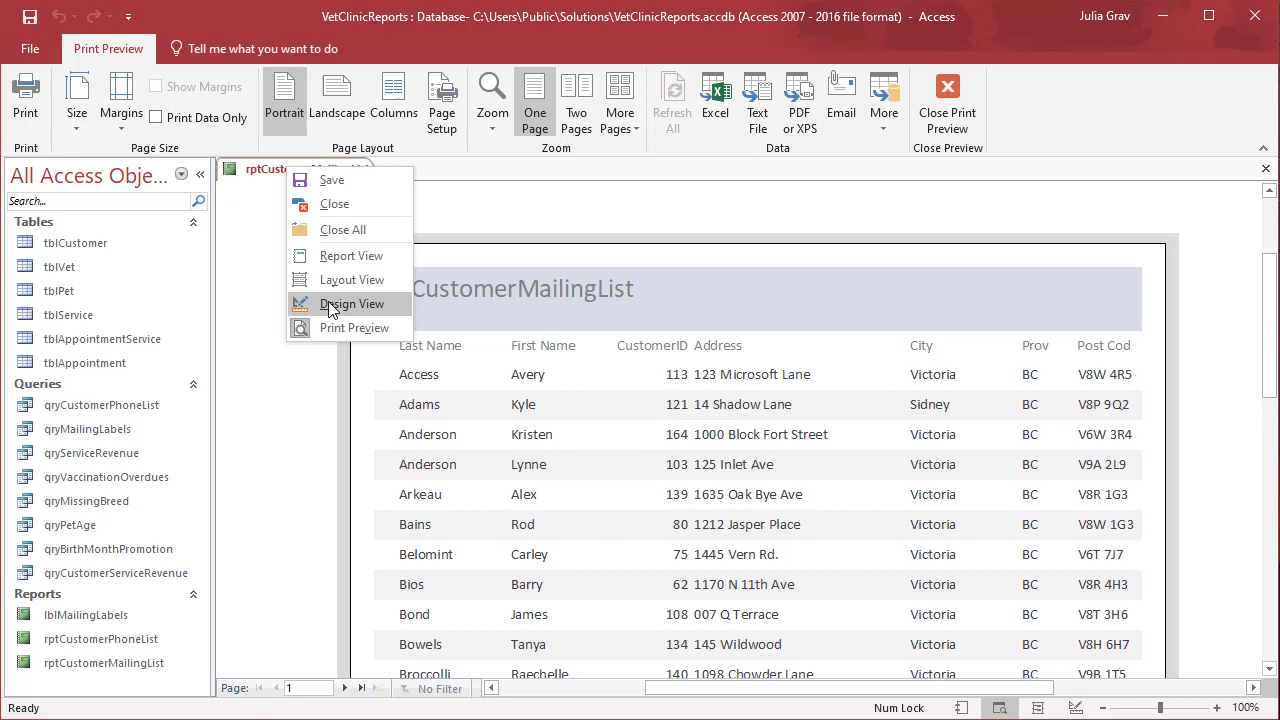 VetClinicReports : Database- C:\Users\Public\Solutions\VetClinicReports.accdb (Access 2007 - 2016 file format) - Access
Julia Grav
File
Print Preview
Tell me what you want to do
Print
Size
Margins
Show Margins
Print Data Only
Portrait
Landscape
Columns
Page Setup
Zoom
One Page
Two Pages
More Pages
Refresh All
Excel
Text File
PDF or XPS
Email
More
Close Print Preview
Print
Page Size
Page Layout
Zoom
Data
Close Preview
All Access Obje...
Search...
Tables
tblCustomer
tblVet
tblPet
tblService
tblAppointmentService
tblAppointment
Queries
qryCustomerPhoneList
qryMailingLabels
qryServiceRevenue
qryVaccinationOverdues
qryMissingBreed
qryPetAge
qryBirthMonthPromotion
qryCustomerServiceRevenue
Reports
lblMailingLabels
rptCustomerPhoneList
rptCustomerMailingList
Save
Close
Close All
Report View
Layout View
Design View
Print Preview
CustomerMailingList
Last Name First Name CustomerID Address City Prov Post Cod
Access Avery 113 123 Microsoft Lane Victoria BC V8W 4R5
Adams Kyle 121 14 Shadow Lane Sidney BC V8P 9Q2
Anderson Kristen 164 1000 Block Fort Street Victoria BC V6W 3R4
Anderson Lynne 103 125 Inlet Ave Victoria BC V9A 2L9
Arkeau Alex 139 1635 Oak Bye Ave Victoria BC V8R 1G3
Bains Rod 80 1212 Jasper Place Victoria BC V8W 1G3
Belomint Carley 75 1445 Vern Rd. Victoria BC V6T 7J7
Bios Barry 62 1170 N 11th Ave Victoria BC V8R 4H3
Bond James 108 007 Q Terrace Victoria BC V8T 3H6
Bowels Tanya 134 145 Wildwood Victoria BC V8H 6H7
Broccolli Raechelle 140 1098 Chowder Lane Victoria BC V9B 1T5
Page: 1
No Filter
Ready
Num Lock
100%